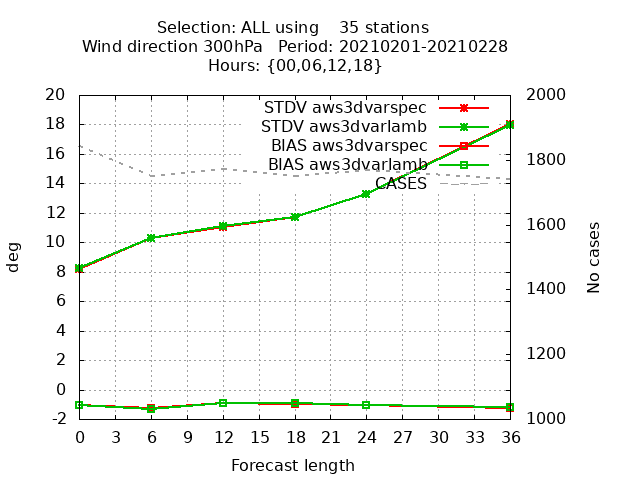 Selection: ALL using    35 stations
Wind direction 300hPa   Period: 20210201-20210228
Hours: {00,06,12,18}
STDV aws3dvarspec
STDV aws3dvarlamb
BIAS aws3dvarspec
BIAS aws3dvarlamb
CASES
20
18
16
14
12
10
8
6
4
2
0
-2
deg
2000
1800
1600
1400
1200
1000
No cases
0 3 6 9 12 15 18 21 24 27 30 33 36
Forecast length